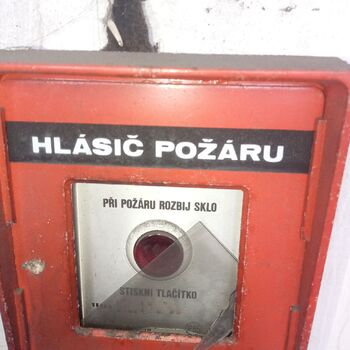 HLÁSIČ POŽÁRU
PŘI POŽÁRU ROZBIJ SKLO
STISKNI TLAČÍTKO